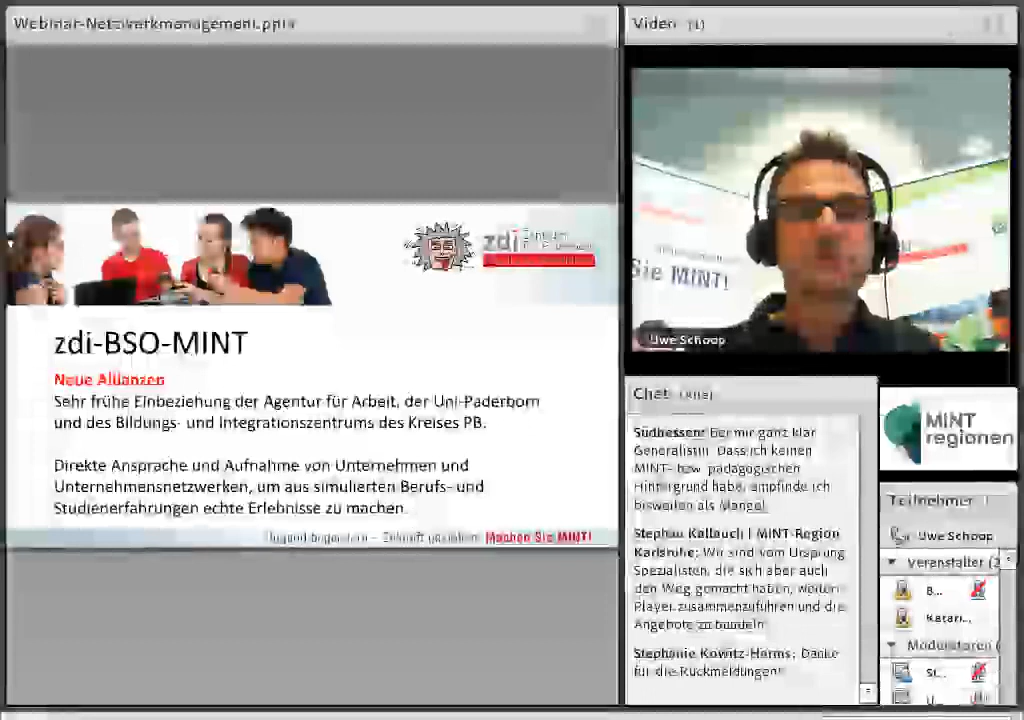 Webinar-Netzwerkmanagement.pptx
Video (1)
zdi
Sie MINT!
Uwe Schoop
zdi-BSO-MINT
Neue Allianzen
Sehr frühe Einbeziehung der Agentur für Arbeit, der Uni-Paderborn
und des Bildungs- und Integrationszentrums des Kreises PB.
Direkte Ansprache und Aufnahme von Unternehmen und
Unternehmensnetzwerken, um aus simulierten Berufs- und
Studienerfahrungen echte Erlebnisse zu machen.
Machen Sie MINT!
Chat
Südhessen: Bei mir ganz klar
Generalistin. Dass ich keinen
MINT- bzw. pädagogischen
Hintergrund habe, empfinde ich
bisweilen als Mangel
Stephan Kallauch | MINT-Region
Karlsruhe: Wir sind vom Ursprung
Spezialisten, die sich aber auch
den Weg gemacht haben, weitere
Player zusammenzuführen und die
Angebote zu bündeln
Stephanie Kowitz-Harms: Danke
für die Rückmeldungen!
MINT
regionen
Teilnehmer
Uwe Schoop
Veranstalter (2
B...
Katari...
Moderatoren (
St...